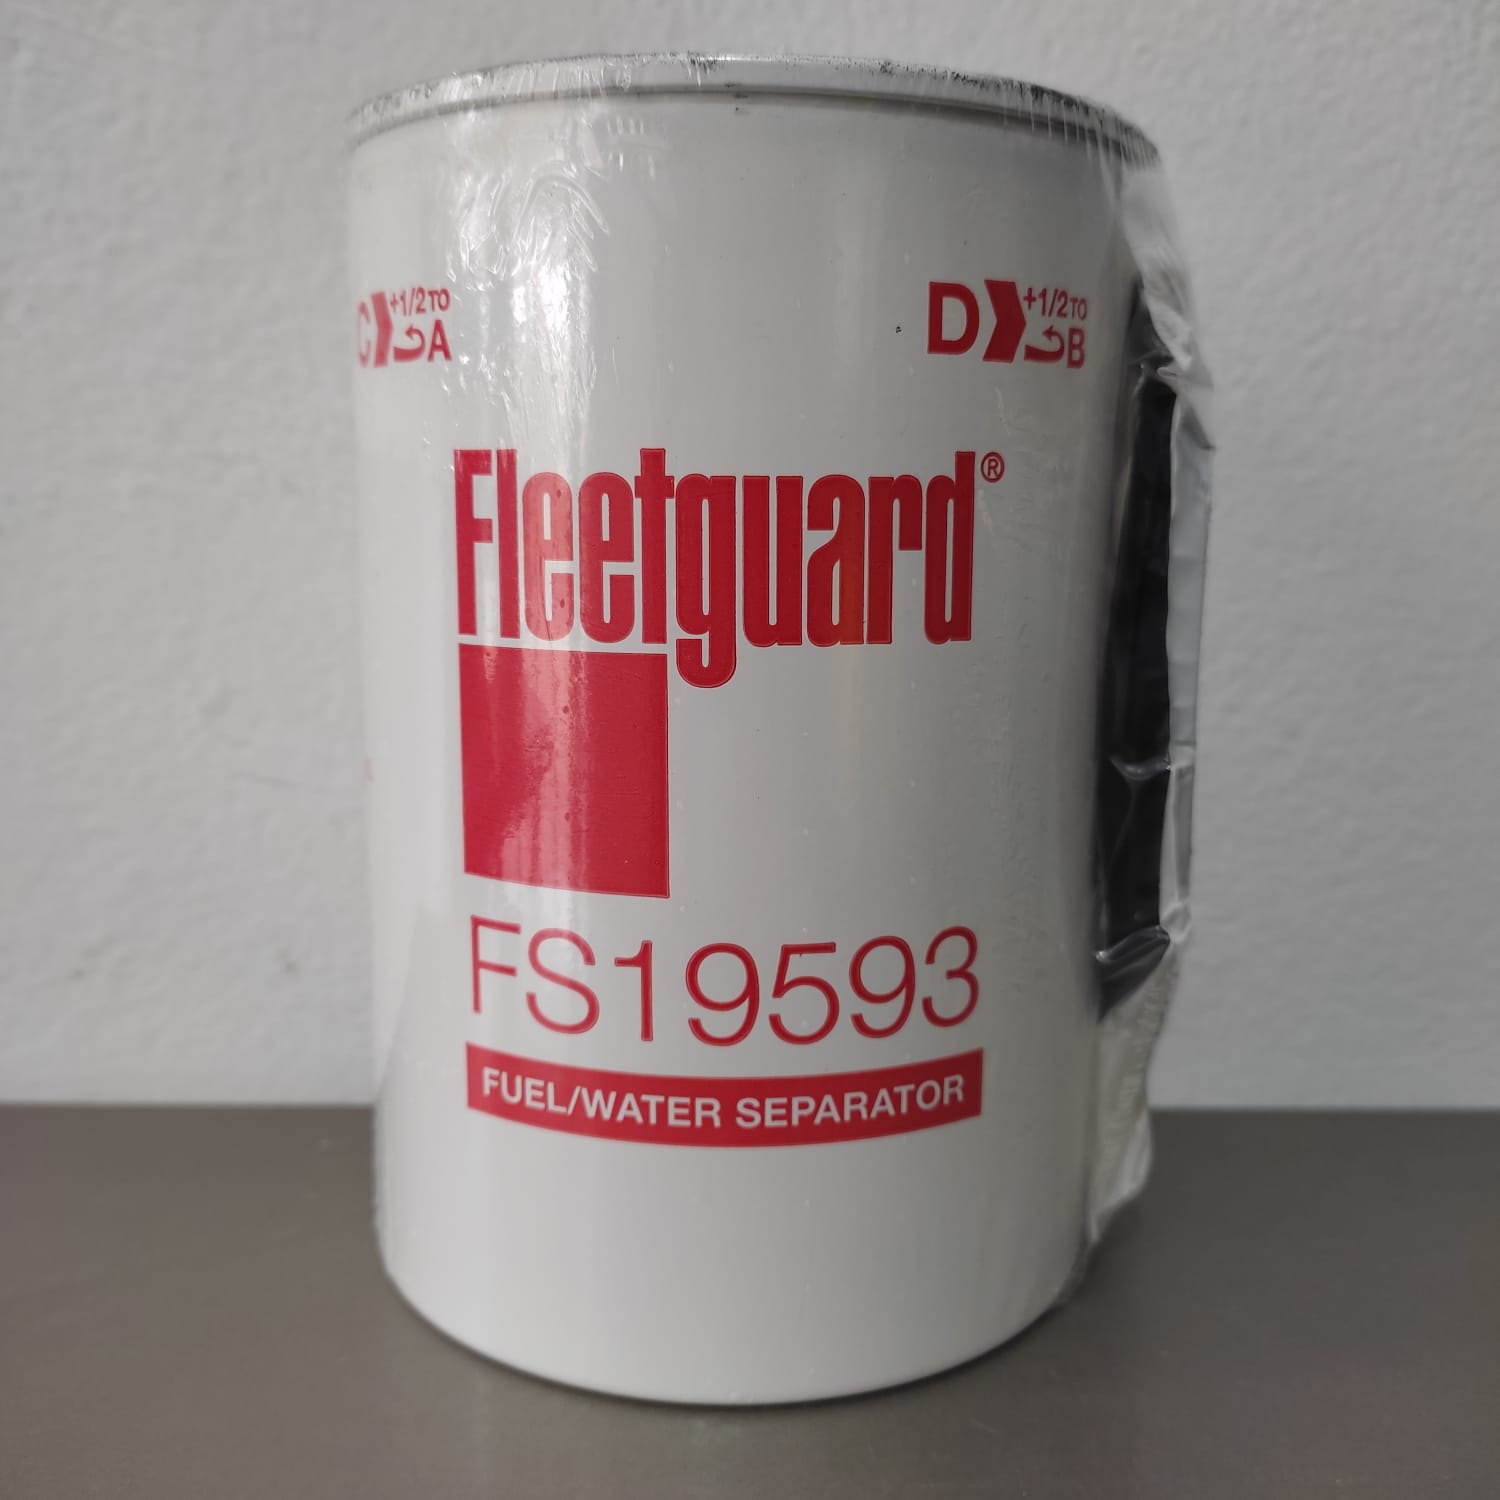 C +1/2 TO A
D +1/2 TO B
Fleetguard®
FS19593
FUEL/WATER SEPARATOR